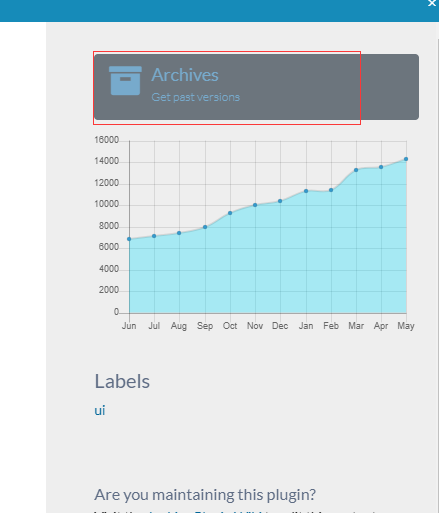 ×
Archives
Get past versions
16000
14000
12000
10000
8000
6000
4000
2000
0
Jun Jul Aug Sep Oct Nov Dec Jan Feb Mar Apr May
Labels
ui
Are you maintaining this plugin?